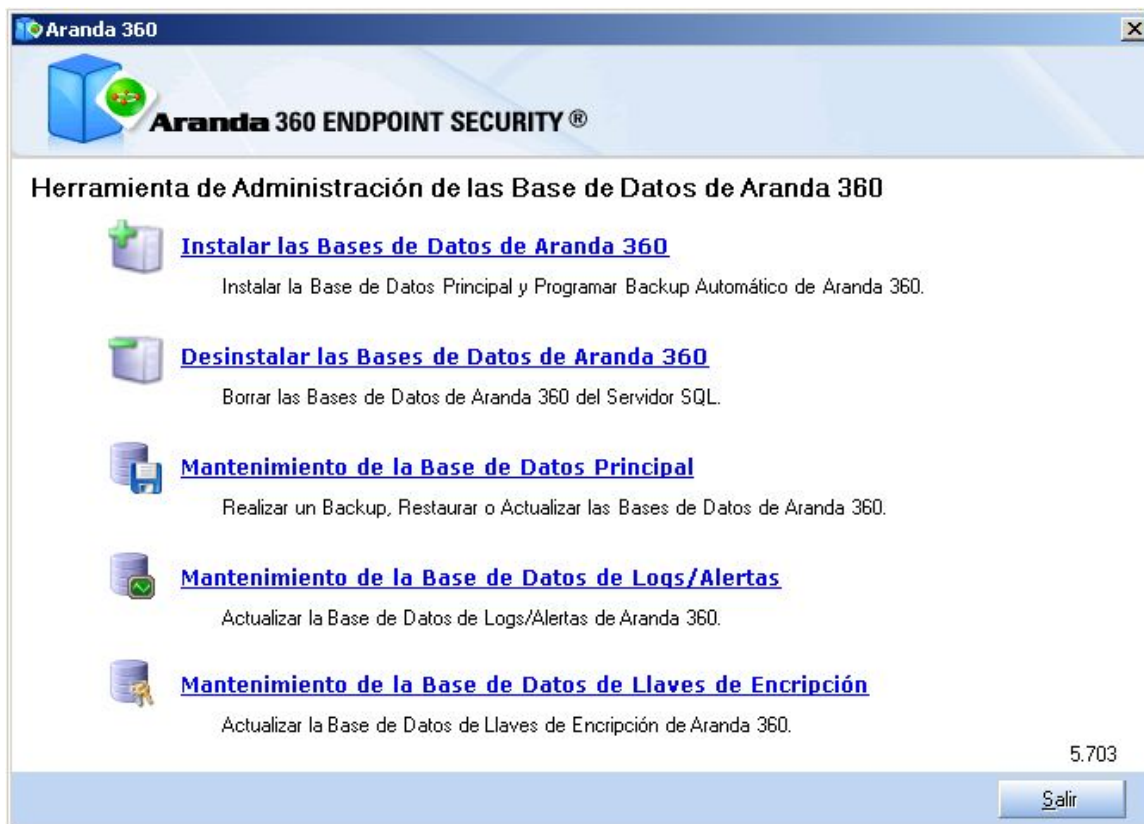 Aranda 360
Aranda 360 ENDPOINT SECURITY ®
Herramienta de Administración de las Base de Datos de Aranda 360
Instalar las Bases de Datos de Aranda 360
Instalar la Base de Datos Principal y Programar Backup Automático de Aranda 360.
Desinstalar las Bases de Datos de Aranda 360
Borrar las Bases de Datos de Aranda 360 del Servidor SQL.
Mantenimiento de la Base de Datos Principal
Realizar un Backup, Restaurar o Actualizar las Bases de Datos de Aranda 360.
Mantenimiento de la Base de Datos de Logs/Alertas
Actualizar la Base de Datos de Logs/Alertas de Aranda 360.
Mantenimiento de la Base de Datos de Llaves de Encripción
Actualizar la Base de Datos de Llaves de Encripción de Aranda 360.
5.703
Salir